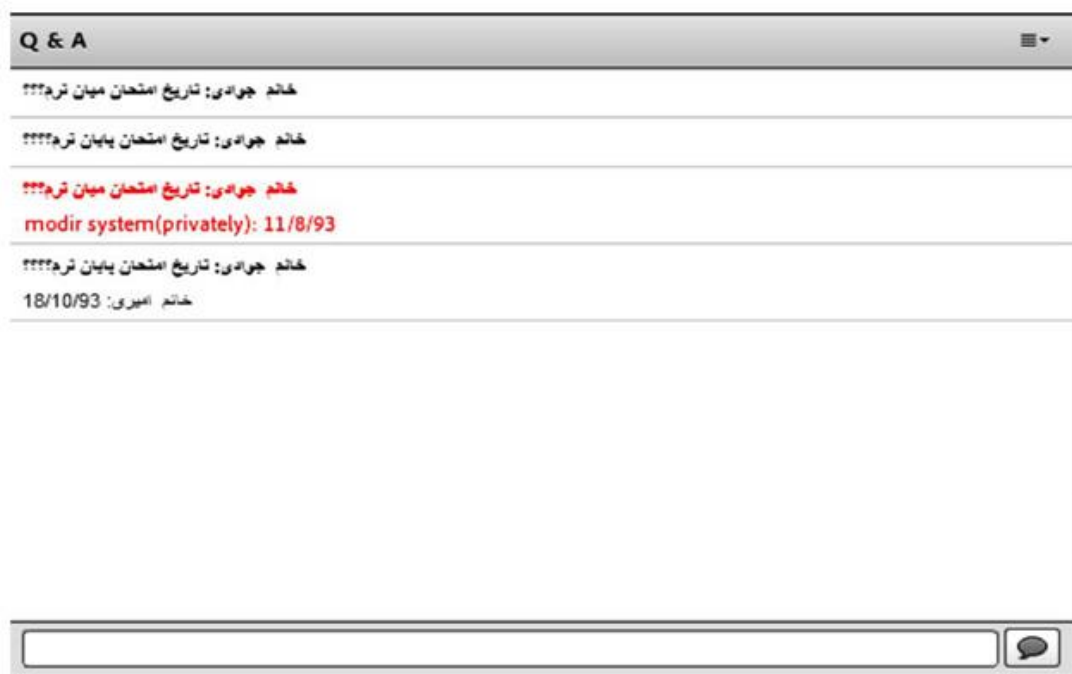 Q & A
خانم جوادی: تاریخ امتحان میان ترم؟؟؟
خانم جوادی: تاریخ امتحان پایان ترم؟؟؟؟
خانم جوادی: تاریخ امتحان میان ترم؟؟؟
modir system(privately): 11/8/93
خانم جوادی: تاریخ امتحان پایان ترم؟؟؟؟
خانم امیری: 18/10/93